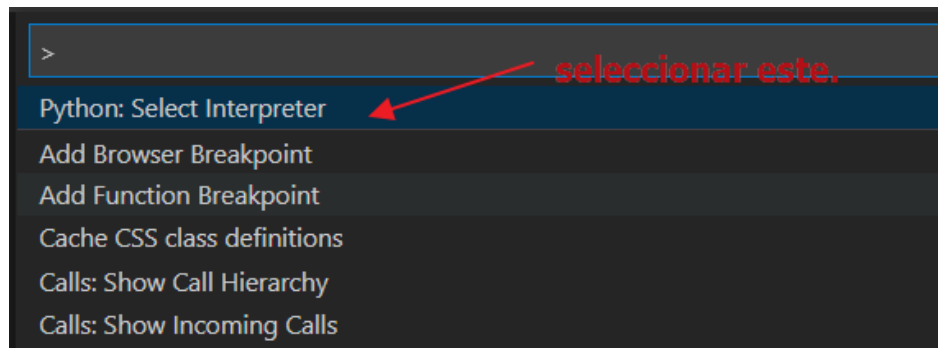 >
seleccionar este.
Python: Select Interpreter
Add Browser Breakpoint
Add Function Breakpoint
Cache CSS class definitions
Calls: Show Call Hierarchy
Calls: Show Incoming Calls